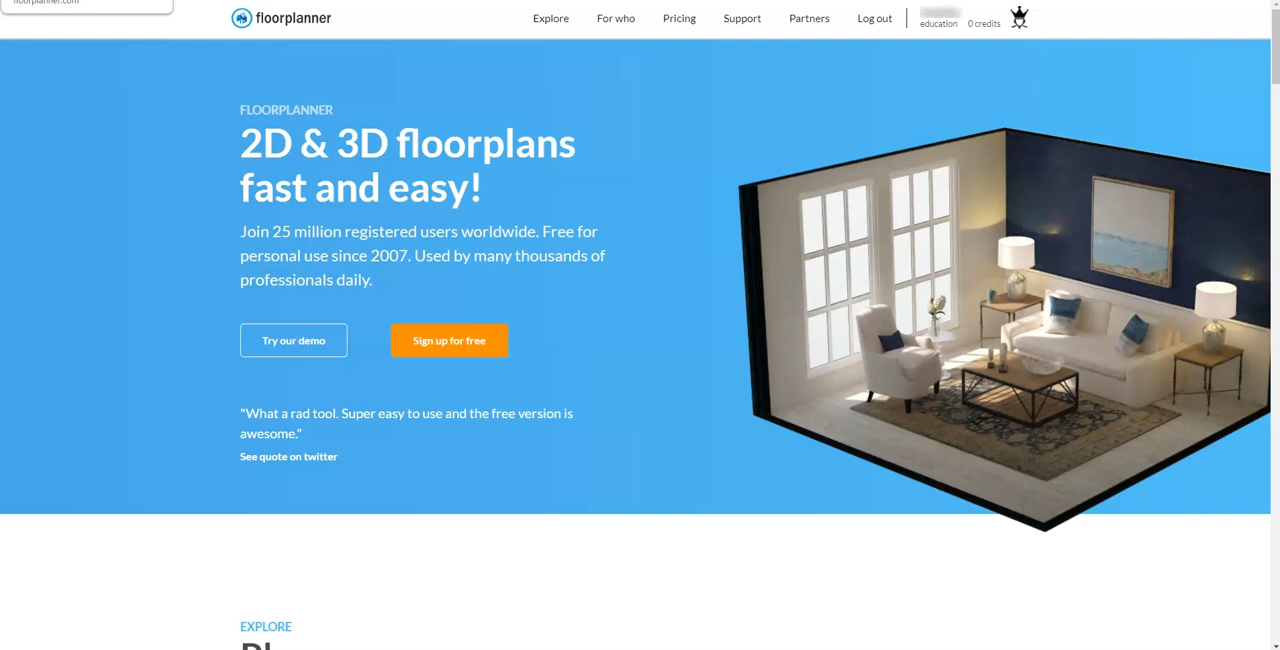 floorplanner.com
floorplanner
Explore For who Pricing Support Partners Log out
education 0 credits
FLOORPLANNER
2D & 3D floorplans
fast and easy!
Join 25 million registered users worldwide. Free for
personal use since 2007. Used by many thousands of
professionals daily.
Try our demo Sign up for free
"What a rad tool. Super easy to use and the free version is
awesome."
See quote on twitter
EXPLORE